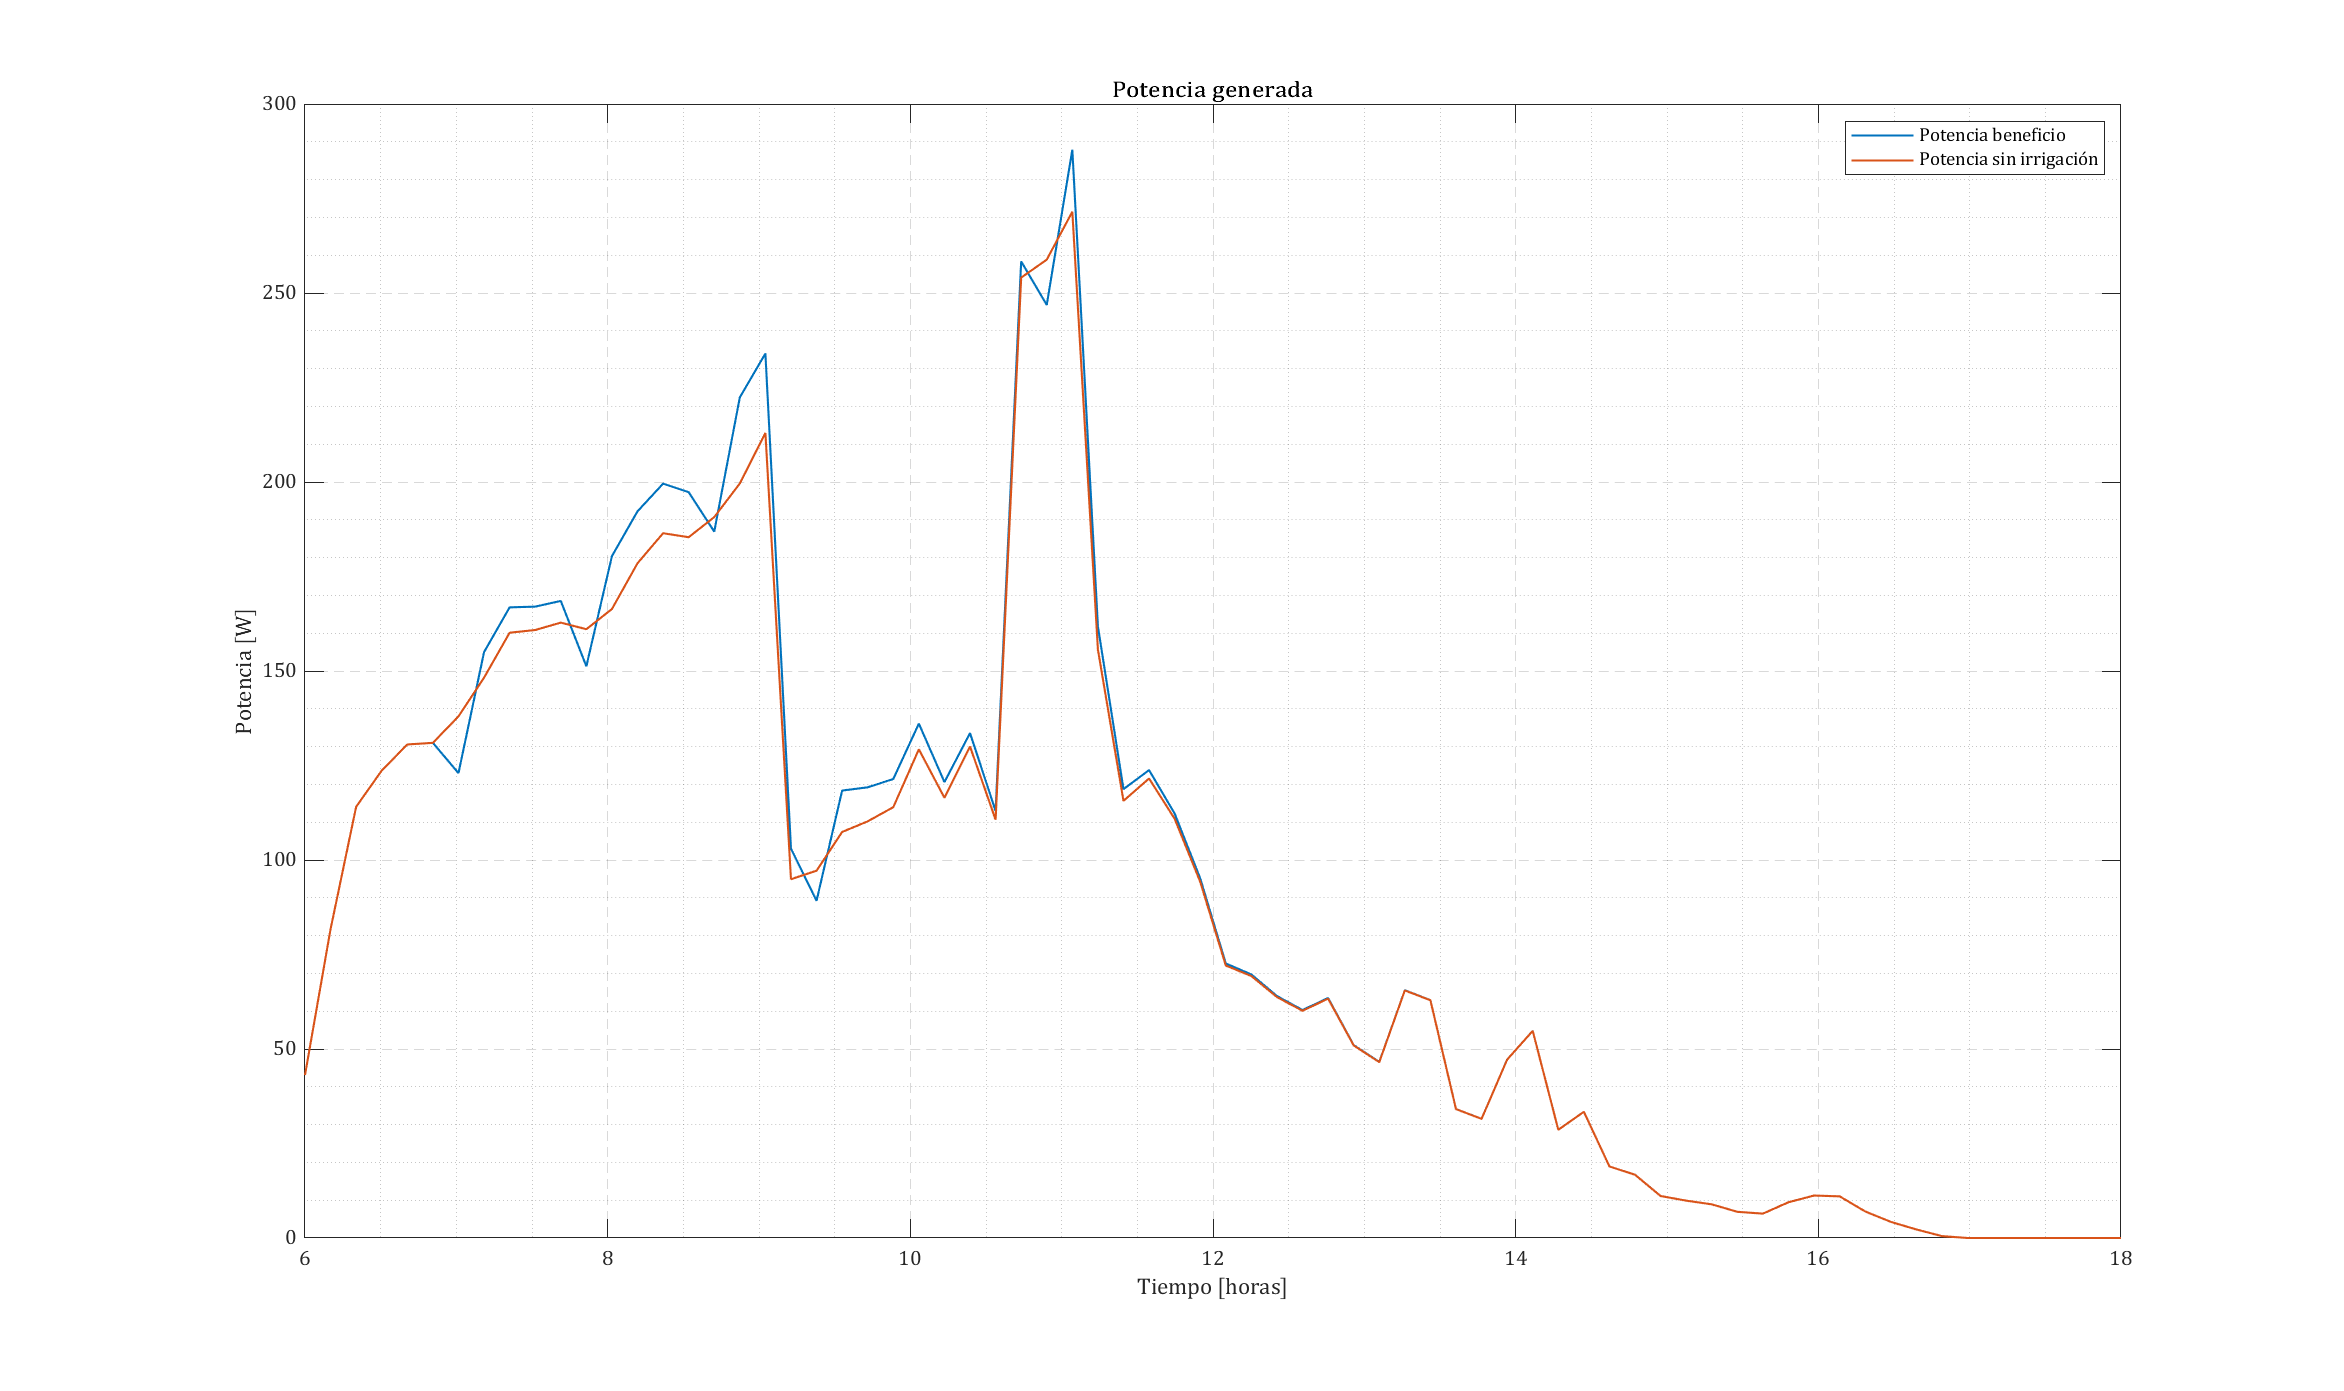 Potencia generada
300
250
200
150
100
50
0
Potencia [W]
Potencia beneficio
Potencia sin irrigación
6 8 10 12 14 16 18
Tiempo [horas]